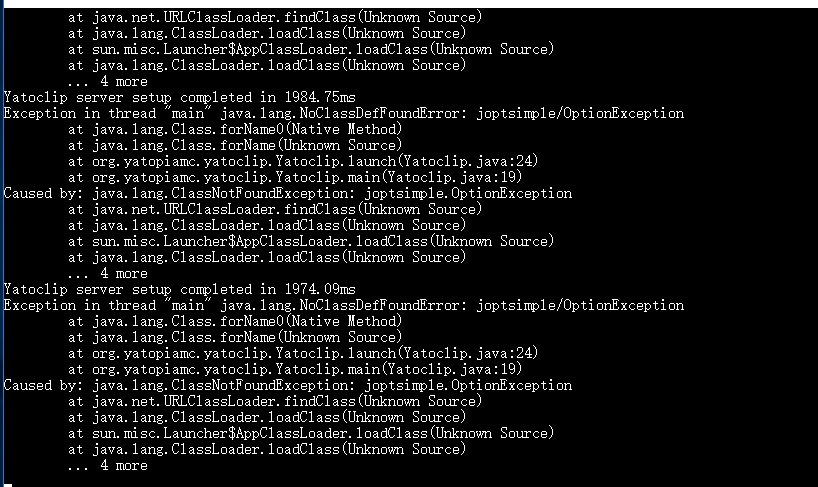 at java.net.URLClassLoader.findClass(Unknown Source)
at java.lang.ClassLoader.loadClass(Unknown Source)
at sun.misc.Launcher$AppClassLoader.loadClass(Unknown Source)
at java.lang.ClassLoader.loadClass(Unknown Source)
... 4 more
Yatoclip server setup completed in 1984.75ms
Exception in thread "main" java.lang.NoClassDefFoundError: joptsimple/OptionException
at java.lang.Class.forName0(Native Method)
at java.lang.Class.forName(Unknown Source)
at org.yatopiamc.yatoclip.Yatoclip.launch(Yatoclip.java:24)
at org.yatopiamc.yatoclip.Yatoclip.main(Yatoclip.java:19)
Caused by: java.lang.ClassNotFoundException: joptsimple.OptionException
at java.net.URLClassLoader.findClass(Unknown Source)
at java.lang.ClassLoader.loadClass(Unknown Source)
at sun.misc.Launcher$AppClassLoader.loadClass(Unknown Source)
at java.lang.ClassLoader.loadClass(Unknown Source)
... 4 more
Yatoclip server setup completed in 1974.09ms
Exception in thread "main" java.lang.NoClassDefFoundError: joptsimple/OptionException
at java.lang.Class.forName0(Native Method)
at java.lang.Class.forName(Unknown Source)
at org.yatopiamc.yatoclip.Yatoclip.launch(Yatoclip.java:24)
at org.yatopiamc.yatoclip.Yatoclip.main(Yatoclip.java:19)
Caused by: java.lang.ClassNotFoundException: joptsimple.OptionException
at java.net.URLClassLoader.findClass(Unknown Source)
at java.lang.ClassLoader.loadClass(Unknown Source)
at sun.misc.Launcher$AppClassLoader.loadClass(Unknown Source)
at java.lang.ClassLoader.loadClass(Unknown Source)
... 4 more